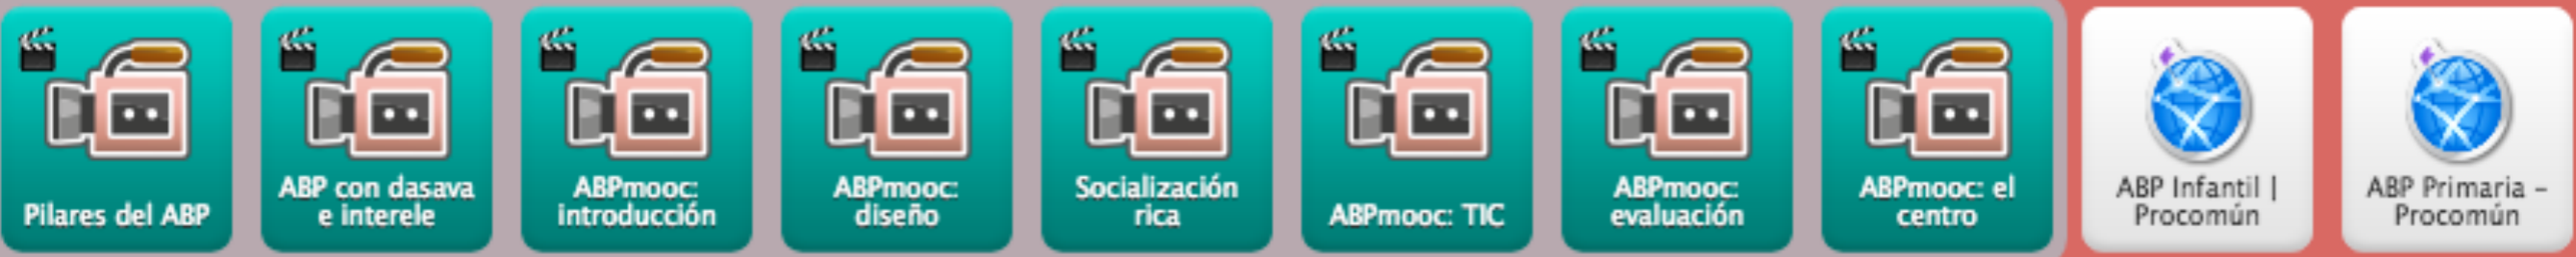 Pilares del ABP
ABP con dasava
e interele
ABPmooc:
introducción
ABPmooc:
diseño
Socialización
rica
ABPmooc: TIC
ABPmooc:
evaluación
ABPmooc: el
centro
ABP Infantil |
Procomún
ABP Primaria –
Procomún